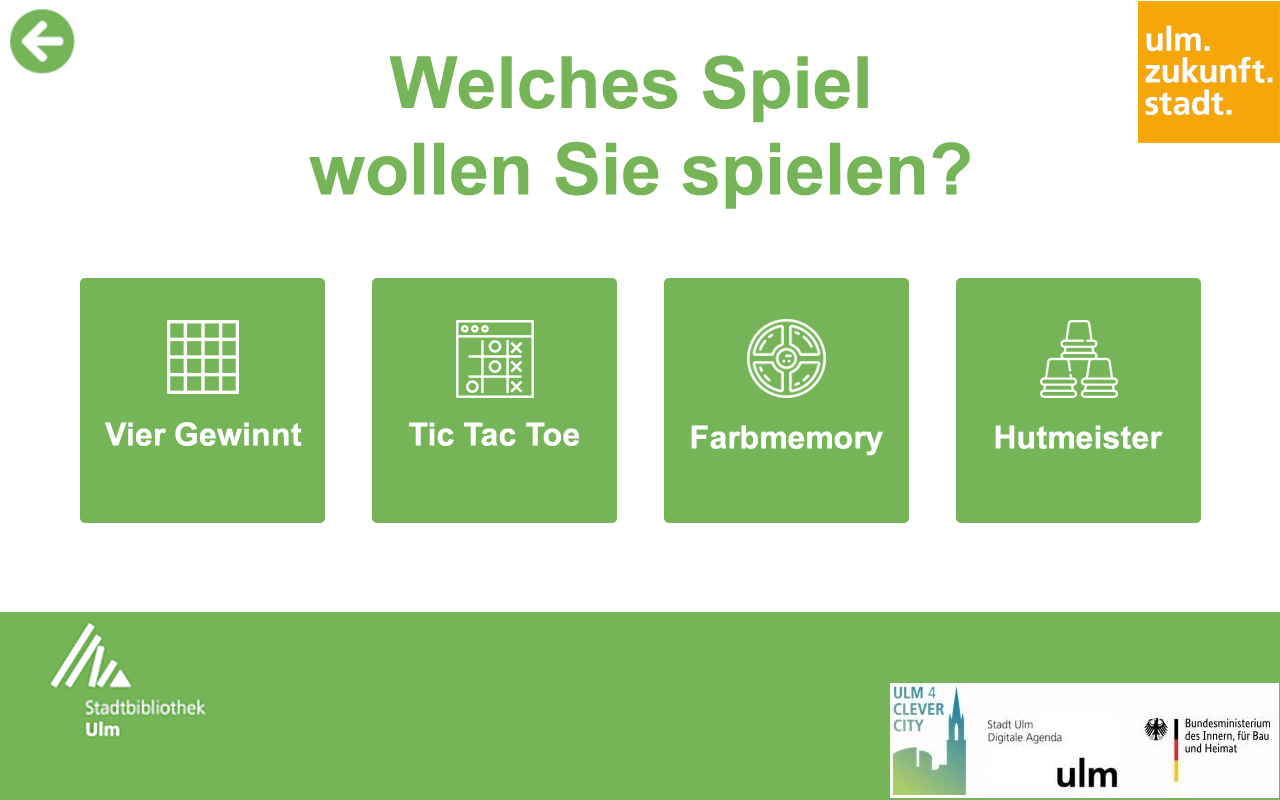 ulm.
zukunft.
stadt.
Welches Spiel
wollen Sie spielen?
Vier Gewinnt
Tic Tac Toe
Farbmemory
Hutmeister
Stadtbibliothek
Ulm
ULM 4
CLEVER
CITY
Stadt Ulm
Digitale Agenda
ulm
Bundesministerium
des Innern, für Bau
und Heimat